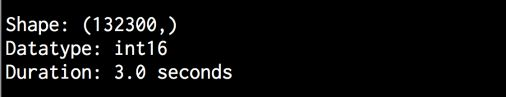 Shape: (132300,)
Datatype: int16
Duration: 3.0 seconds